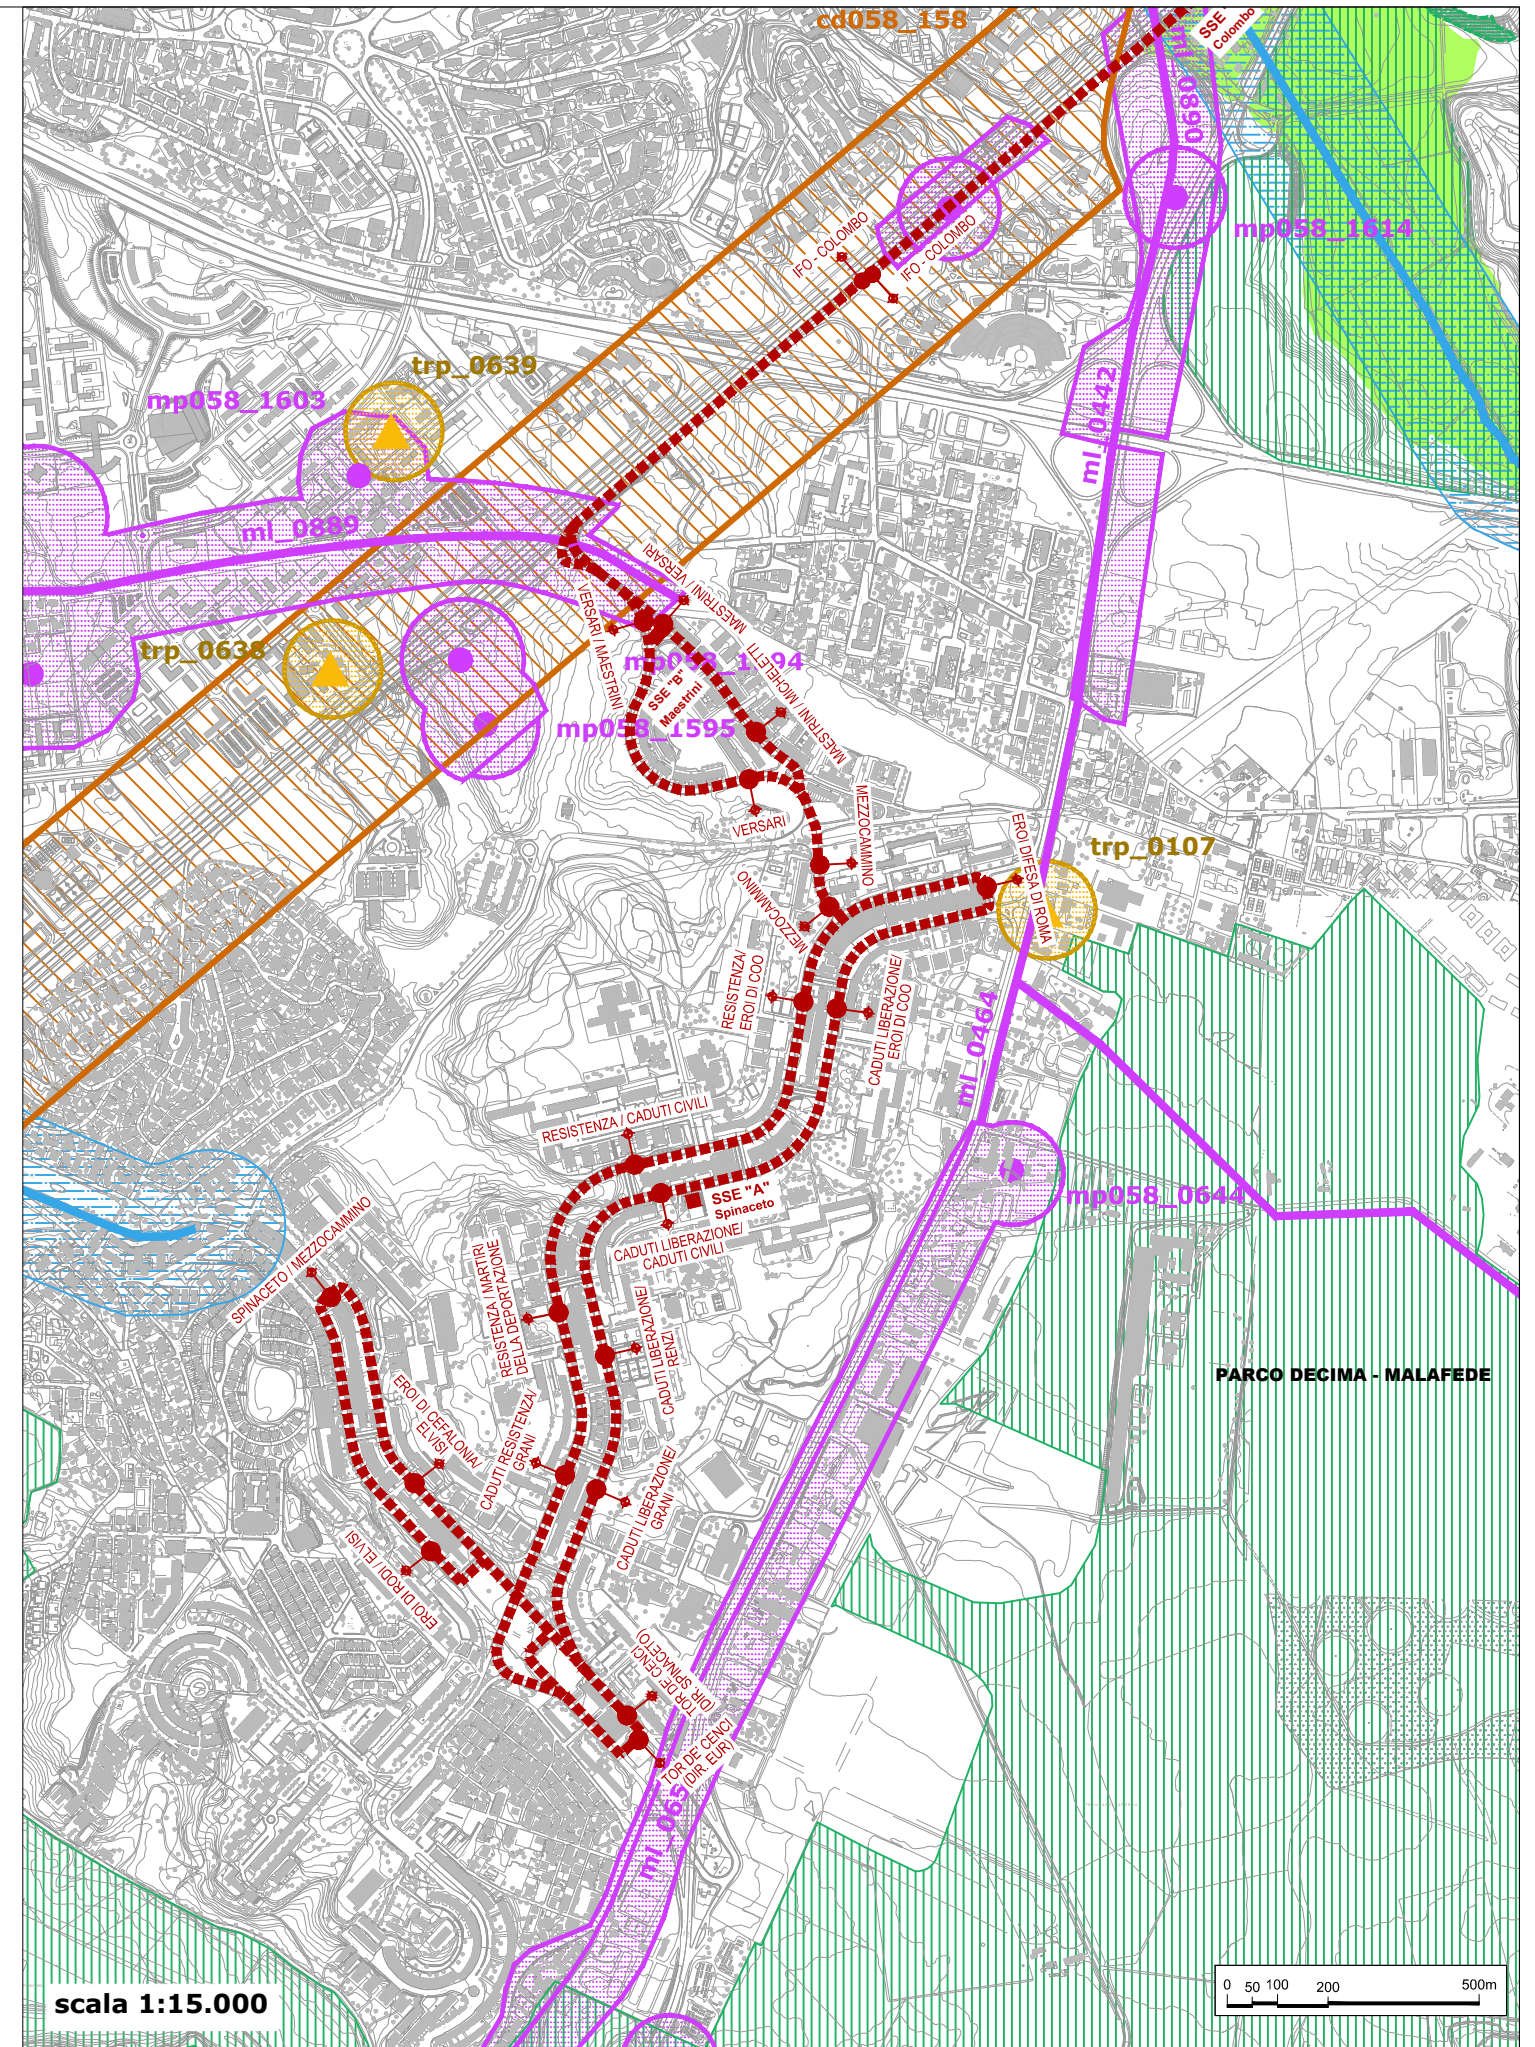 cd058_158
SSE
Colombo
ml_0890
IFO - COLOMBO
IFO - COLOMBO
mp058_1614
trp_0639
mp058_1603
ml_0442
ml_0889
MAESTRINI / VERSARI
VERSARI / MAESTRINI
trp_0638
SSE "B"
Maestrini
MAESTRINI / MICHELETTI
mp058_1595
VERSARI
MEZZOCAMMINO
MEZZOCAMMINO
EROI DIFESA DI ROMA
trp_0107
RESISTENZA/
EROI DI COO
CADUTI LIBERAZIONE/
EROI DI COO
ml_0464
RESISTENZA / CADUTI CIVILI
SSE "A"
Spinaceto
mp058_0644
CADUTI LIBERAZIONE/
CADUTI CIVILI
SPINACETO / MEZZOCAMMINO
RESISTENZA / MARTIRI
DELLA DEPORTAZIONE
CADUTI LIBERAZIONE/
RENZI
PARCO DECIMA - MALAFEDE
EROI DI CEFALONIA/
ELVISI
CADUTI RESISTENZA/
GRANI
CADUTI LIBERAZIONE/
GRANI
EROI DI RODI / ELVISI
TOR DE' CENCI
(DIR. SPINACETO)
TOR DE' CENCI
(DIR. EUR)
ml_065
scala 1:15.000
0 50 100 200 500m